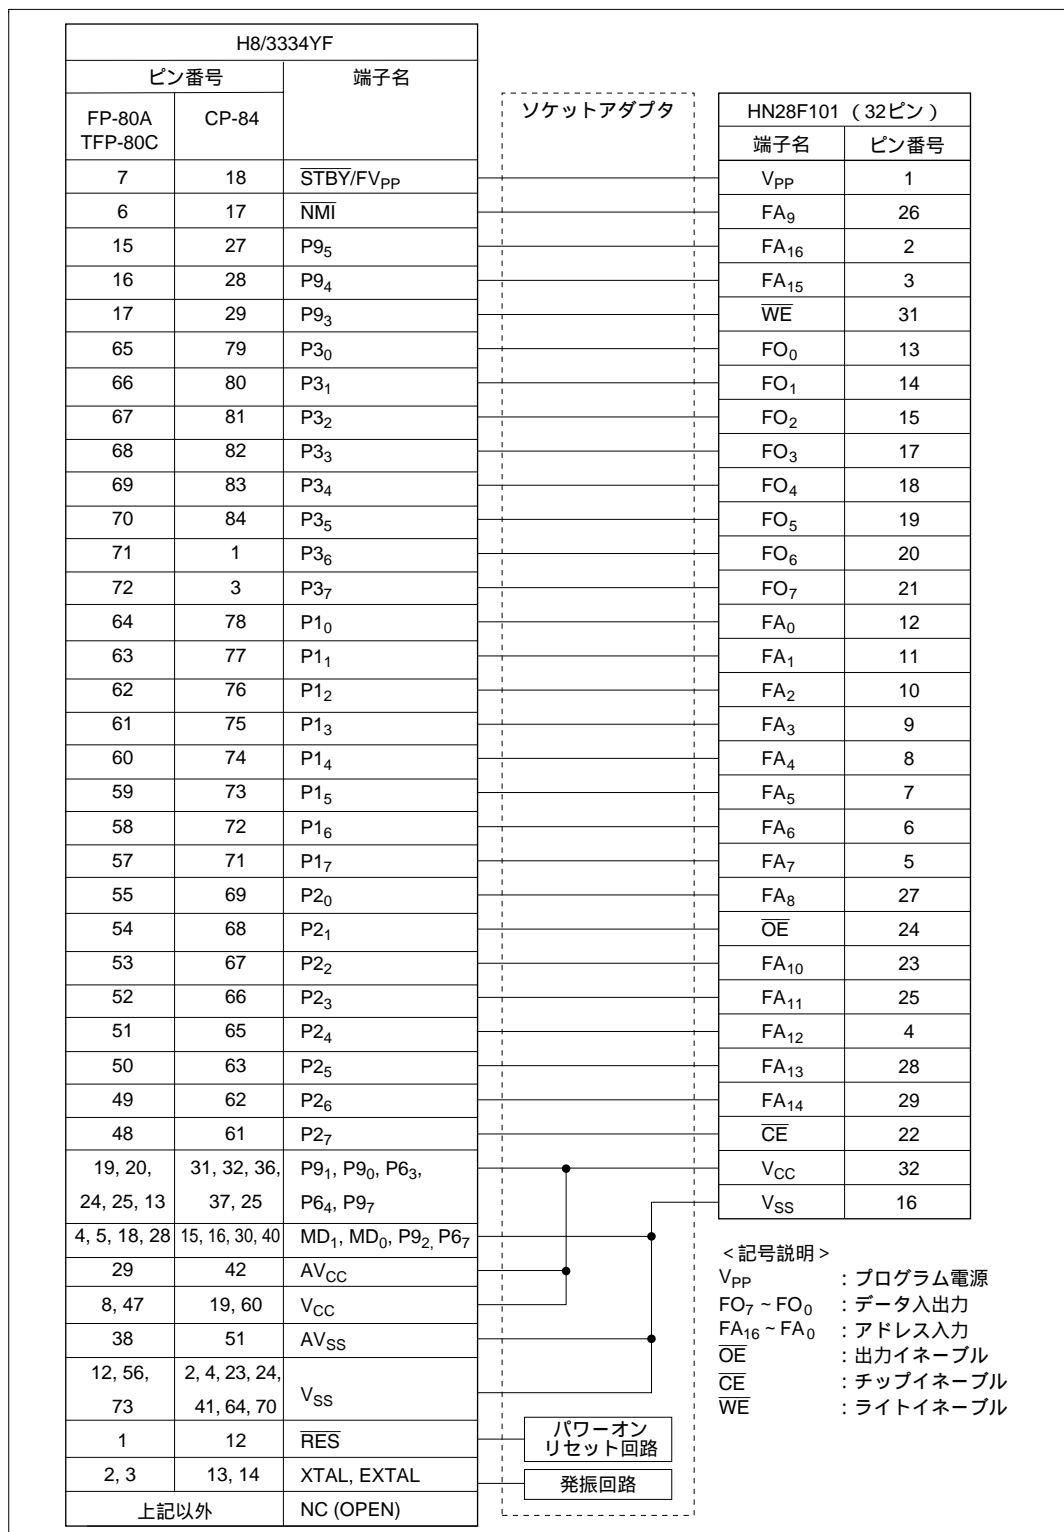 H8/3334YF
ピン番号 端子名
FP-80A TFP-80C CP-84
7 18 STBY/FVPP
6 17 NMI
15 27 P95
16 28 P94
17 29 P93
65 79 P30
66 80 P31
67 81 P32
68 82 P33
69 83 P34
70 84 P35
71 1 P36
72 3 P37
64 78 P10
63 77 P11
62 76 P12
61 75 P13
60 74 P14
59 73 P15
58 72 P16
57 71 P17
55 69 P20
54 68 P21
53 67 P22
52 66 P23
51 65 P24
50 63 P25
49 62 P26
48 61 P27
19, 20, 31, 32, 36, P91, P90, P63,
24, 25, 13 37, 25 P64, P97
4, 5, 18, 28 15, 16, 30, 40 MD1, MD0, P92, P67
29 42 AVCC
8, 47 19, 60 VCC
38 51 AVSS
12, 56, 2, 4, 23, 24,
73 41, 64, 70 VSS
1 12 RES
2, 3 13, 14 XTAL, EXTAL
上記以外 NC (OPEN)
ソケットアダプタ
パワーオン
リセット回路
発振回路
HN28F101（32ピン）
端子名 ピン番号
VPP 1
FA9 26
FA16 2
FA15 3
WE 31
FO0 13
FO1 14
FO2 15
FO3 17
FO4 18
FO5 19
FO6 20
FO7 21
FA0 12
FA1 11
FA2 10
FA3 9
FA4 8
FA5 7
FA6 6
FA7 5
FA8 27
OE 24
FA10 23
FA11 25
FA12 4
FA13 28
FA14 29
CE 22
VCC 32
VSS 16
<記号説明>
VPP ：プログラム電源
FO7 ~ FO0 ：データ入出力
FA16 ~ FA0 ：アドレス入力
OE ：出力イネーブル
CE ：チップイネーブル
WE ：ライトイネーブル